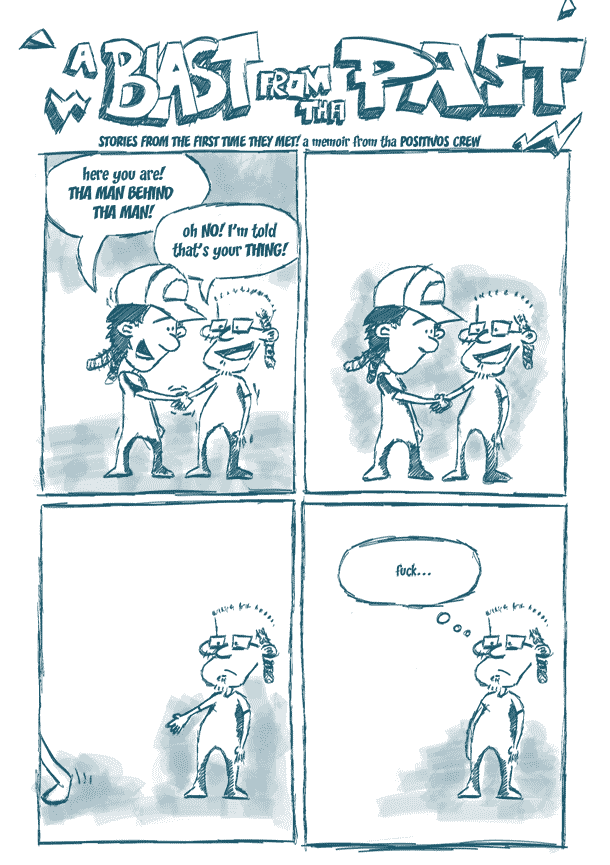 A BLAST FROM THA PAST
STORIES FROM THE FIRST TIME THEY MET! a memoir from tha POSITIVOS CREW
here you are!
THA MAN BEHIND
THA MAN!
oh NO! I'm told
that's your THING!
fuck...